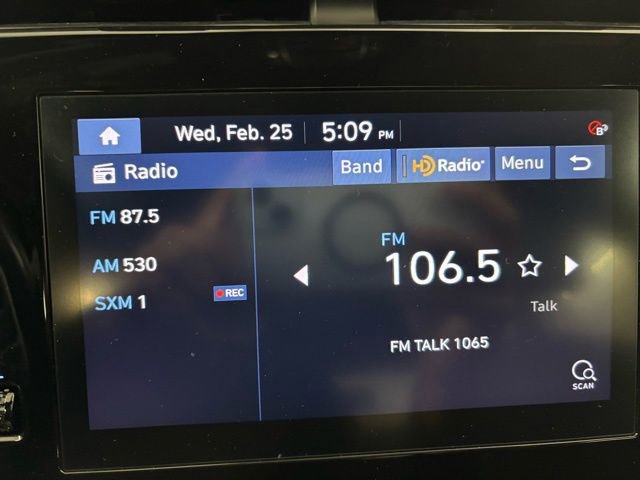 Wed, Feb. 25 5:09 PM B
Radio Band HD Radio Menu
FM 87.5
AM 530
SXM 1 REC
FM
106.5
Talk
FM TALK 1065
SCAN